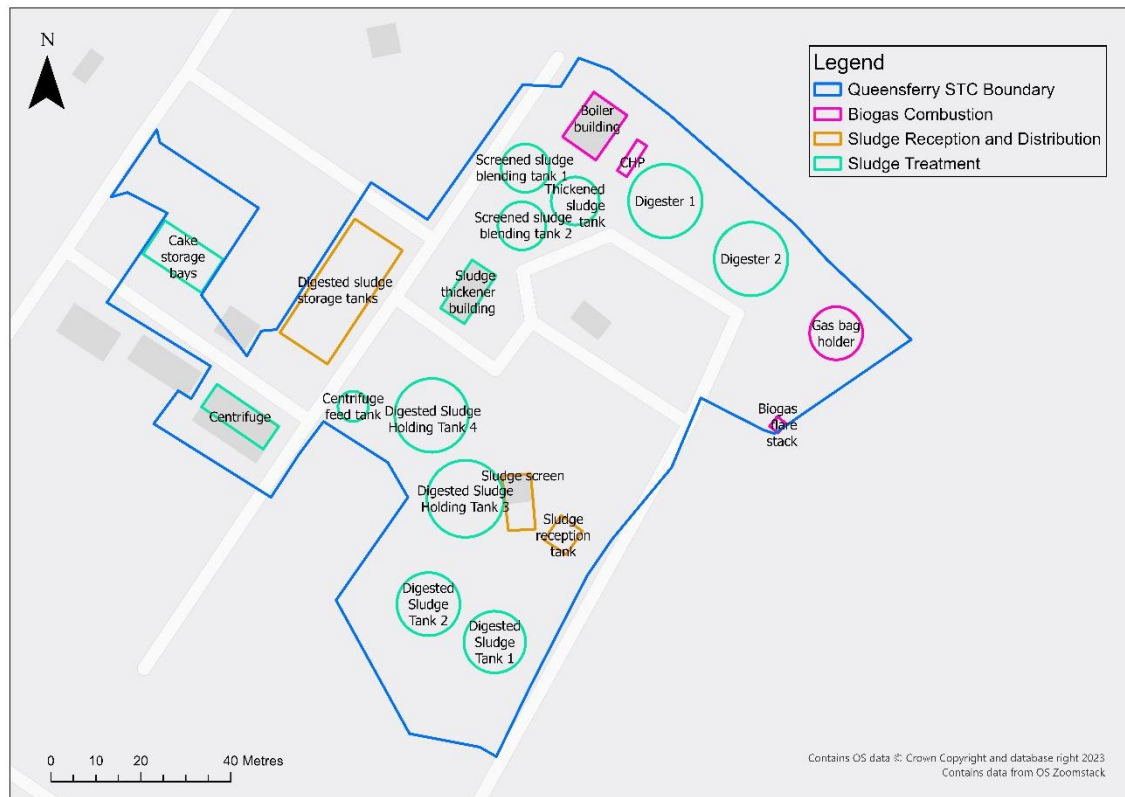 N
Legend
Queensferry STC Boundary
Biogas Combustion
Sludge Reception and Distribution
Sludge Treatment
Boiler
building
CHP
Screened sludge
blending tank 1
Thickened
sludge
tank
Digester 1
Screened sludge
blending tank 2
Digester 2
Cake
storage
bays
Digested sludge
storage tanks
Sludge
thickener
building
Gas bag
holder
Centrifuge
Centrifuge
feed tank
Digested Sludge
Holding Tank 4
Biogas
flare
stack
Sludge screen
Digested Sludge
Holding Tank 3
Sludge
reception
tank
Digested
Sludge
Tank 2
Digested
Sludge
Tank 1
0 10 20 40 Metres
Contains OS data © Crown Copyright and database right 2023
Contains data from OS Zoomstack